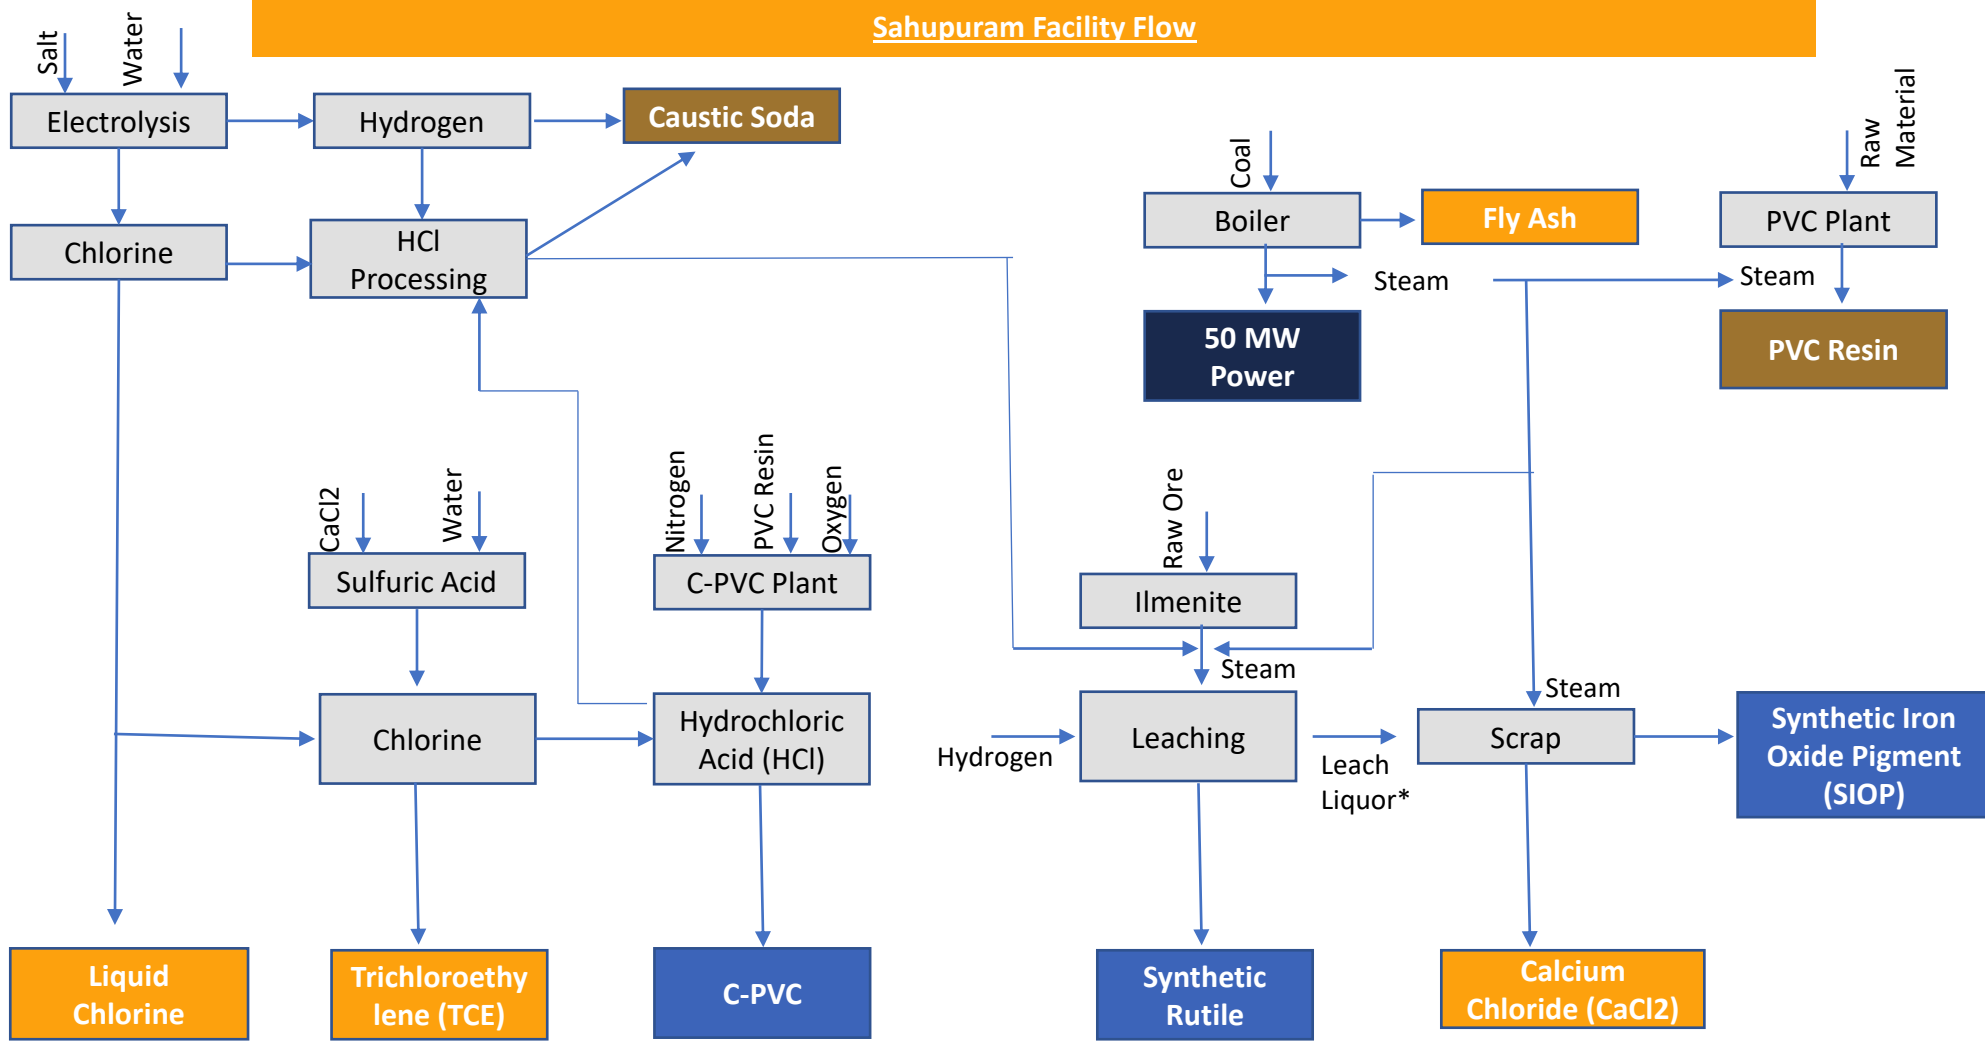 Sahupuram Facility Flow
Salt
Water
Electrolysis
Hydrogen
Caustic Soda
Coal
Raw
Material
Chlorine
HCl
Processing
Boiler
Fly Ash
PVC Plant
Steam
Steam
50 MW
Power
PVC Resin
CaCl2
Water
Nitrogen
PVC Resin
Oxygen
Raw Ore
Sulfuric Acid
C-PVC Plant
Ilmenite
Steam
Steam
Chlorine
Hydrochloric
Acid (HCl)
Hydrogen
Leaching
Leach
Liquor*
Scrap
Synthetic Iron
Oxide Pigment
(SIOP)
Liquid
Chlorine
Trichloroethy
lene (TCE)
C-PVC
Synthetic
Rutile
Calcium
Chloride (CaCl2)